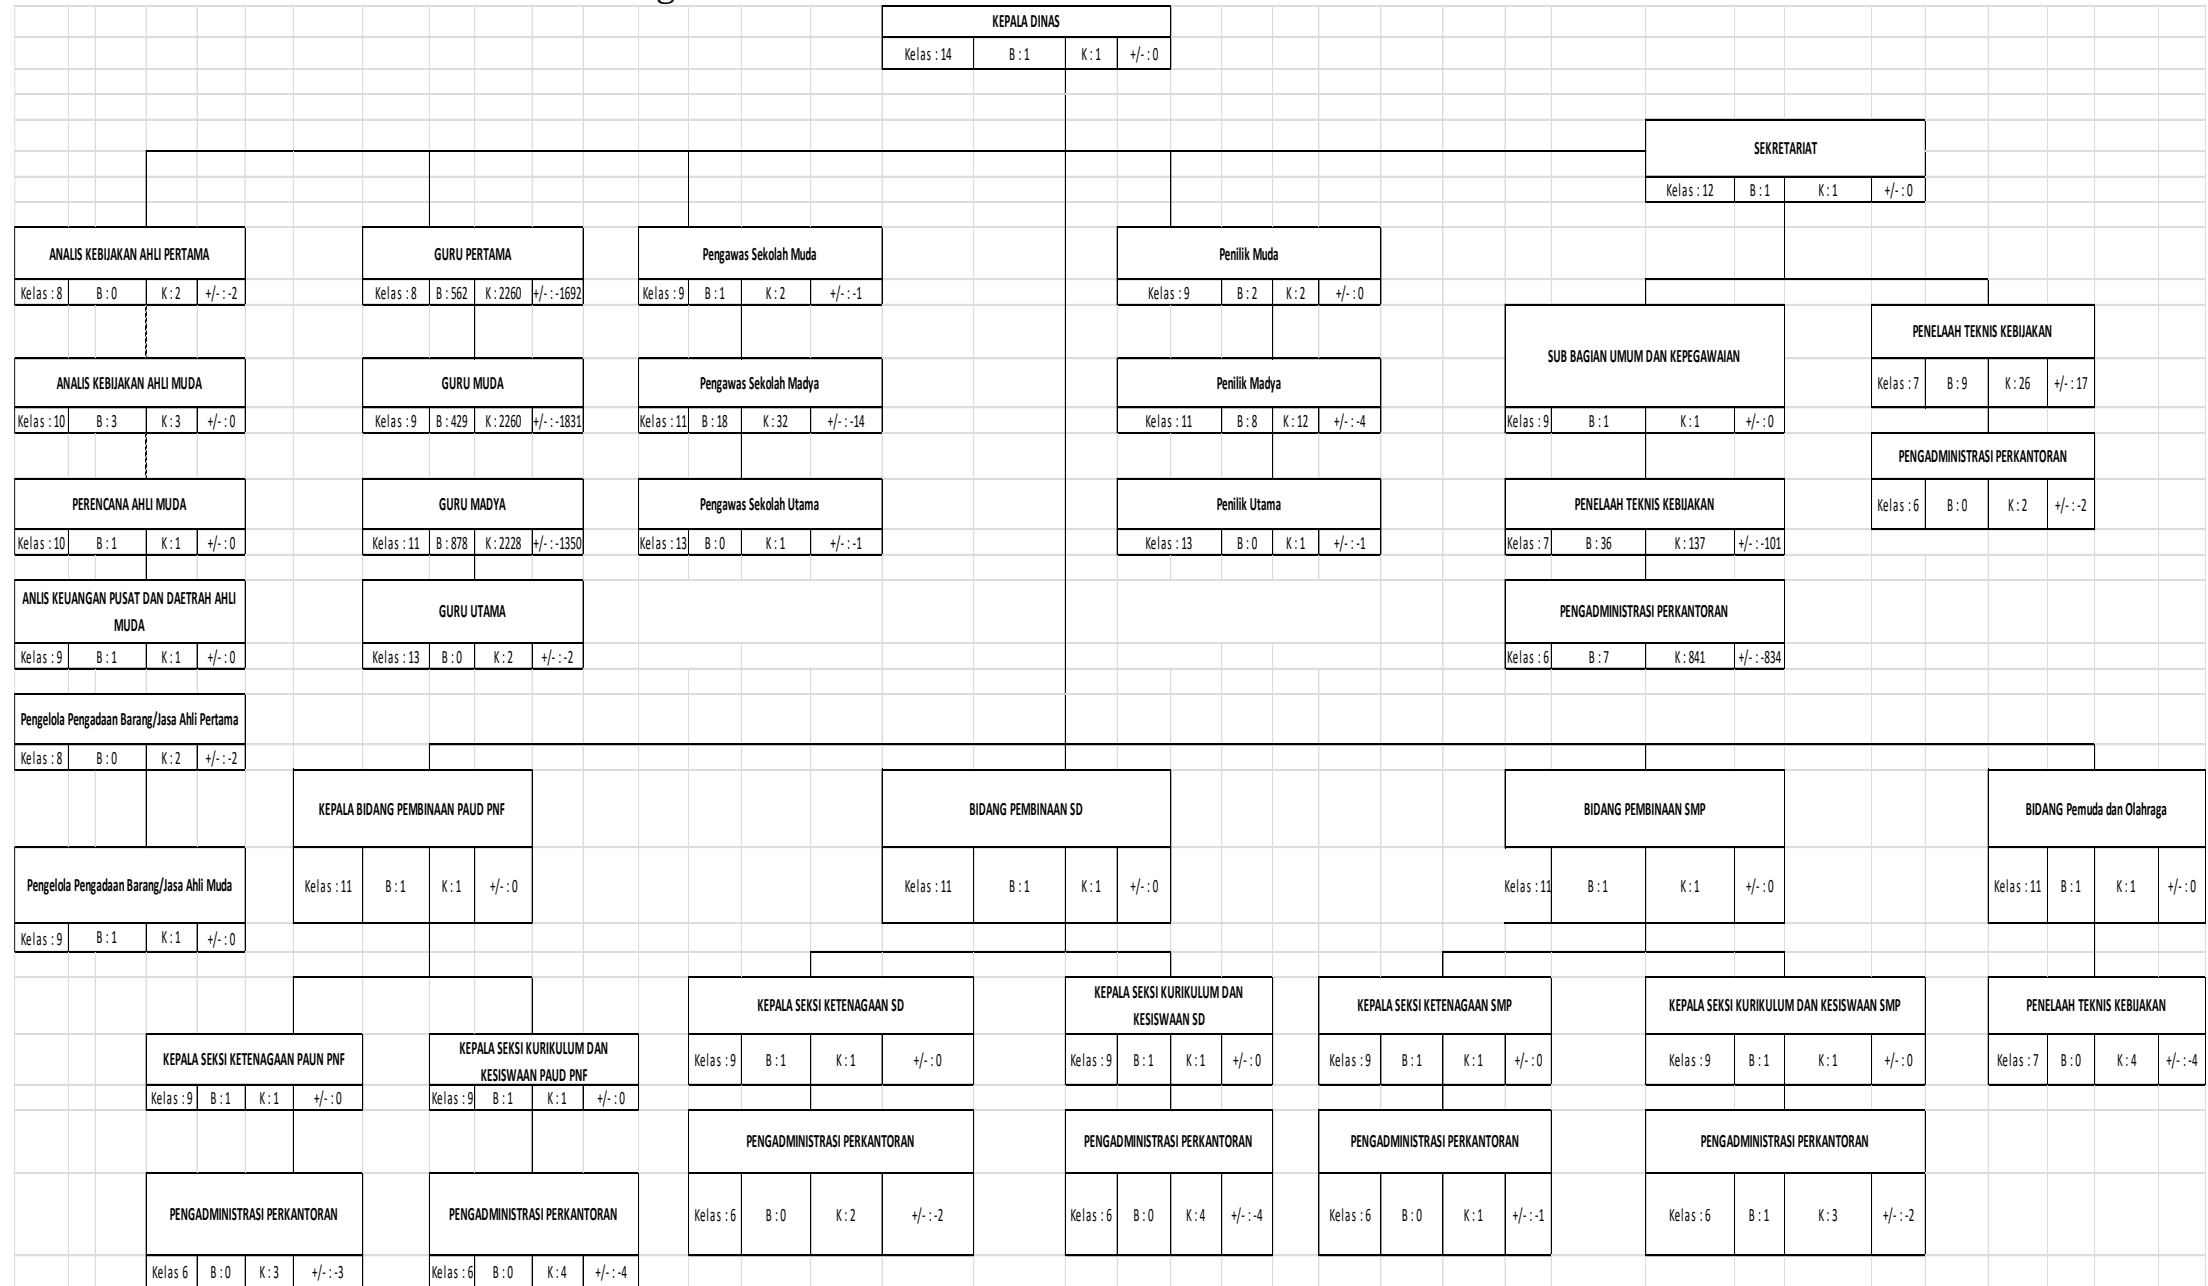 KEPALA DINAS
Kelas : 14 B : 1 K : 1 +/- : 0
SEKRETARIAT
Kelas : 12 B : 1 K : 1 +/- : 0
ANALIS KEBIJAKAN AHLI PERTAMA
Kelas : 8 B : 0 K : 2 +/- : -2
GURU PERTAMA
Kelas : 8 B : 562 K : 2260 +/- : -1692
Pengawas Sekolah Muda
Kelas : 9 B : 1 K : 2 +/- : -1
Penilik Muda
Kelas : 9 B : 2 K : 2 +/- : 0
SUB BAGIAN UMUM DAN KEPEGAWAIAN
Kelas : 9 B : 1 K : 1 +/- : 0
PENELAAH TEKNIS KEBIJAKAN
Kelas : 7 B : 9 K : 26 +/- : 17
ANALIS KEBIJAKAN AHLI MUDA
Kelas : 10 B : 3 K : 3 +/- : 0
GURU MUDA
Kelas : 9 B : 429 K : 2260 +/- : -1831
Pengawas Sekolah Madya
Kelas : 11 B : 18 K : 32 +/- : -14
Penilik Madya
Kelas : 11 B : 8 K : 12 +/- : -4
PENGADMINISTRASI PERKANTORAN
Kelas : 6 B : 0 K : 2 +/- : -2
PERENCANA AHLI MUDA
Kelas : 10 B : 1 K : 1 +/- : 0
GURU MADYA
Kelas : 11 B : 878 K : 2228 +/- : -1350
Pengawas Sekolah Utama
Kelas : 13 B : 0 K : 1 +/- : -1
Penilik Utama
Kelas : 13 B : 0 K : 1 +/- : -1
PENELAAH TEKNIS KEBIJAKAN
Kelas : 7 B : 36 K : 137 +/- : -101
ANLIS KEUANGAN PUSAT DAN DAETRAH AHLI
MUDA
Kelas : 9 B : 1 K : 1 +/- : 0
GURU UTAMA
Kelas : 13 B : 0 K : 2 +/- : -2
PENGADMINISTRASI PERKANTORAN
Kelas : 6 B : 7 K : 841 +/- : -834
Pengelola Pengadaan Barang/Jasa Ahli Pertama
Kelas : 8 B : 0 K : 2 +/- : -2
Pengelola Pengadaan Barang/Jasa Ahli Muda
Kelas : 9 B : 1 K : 1 +/- : 0
KEPALA BIDANG PEMBINAAN PAUD PNF
Kelas : 11 B : 1 K : 1 +/- : 0
BIDANG PEMBINAAN SD
Kelas : 11 B : 1 K : 1 +/- : 0
BIDANG PEMBINAAN SMP
Kelas : 11 B : 1 K : 1 +/- : 0
BIDANG Pemuda dan Olahraga
Kelas : 11 B : 1 K : 1 +/- : 0
KEPALA SEKSI KETENAGAAN PAUN PNF
Kelas : 9 B : 1 K : 1 +/- : 0
KEPALA SEKSI KURIKULUM DAN
KESISWAAN PAUD PNF
Kelas : 9 B : 1 K : 1 +/- : 0
KEPALA SEKSI KETENAGAAN SD
Kelas : 9 B : 1 K : 1 +/- : 0
KEPALA SEKSI KURIKULUM DAN
KESISWAAN SD
Kelas : 9 B : 1 K : 1 +/- : 0
KEPALA SEKSI KETENAGAAN SMP
Kelas : 9 B : 1 K : 1 +/- : 0
KEPALA SEKSI KURIKULUM DAN KESISWAAN SMP
Kelas : 9 B : 1 K : 1 +/- : 0
PENELAAH TEKNIS KEBIJAKAN
Kelas : 7 B : 0 K : 4 +/- : -4
PENGADMINISTRASI PERKANTORAN
Kelas 6 B : 0 K : 3 +/- : -3
PENGADMINISTRASI PERKANTORAN
Kelas : 6 B : 0 K : 4 +/- : -4
PENGADMINISTRASI PERKANTORAN
Kelas : 6 B : 0 K : 2 +/- : -2
PENGADMINISTRASI PERKANTORAN
Kelas : 6 B : 0 K : 4 +/- : -4
PENGADMINISTRASI PERKANTORAN
Kelas : 6 B : 0 K : 1 +/- : -1
PENGADMINISTRASI PERKANTORAN
Kelas : 6 B : 1 K : 3 +/- : -2